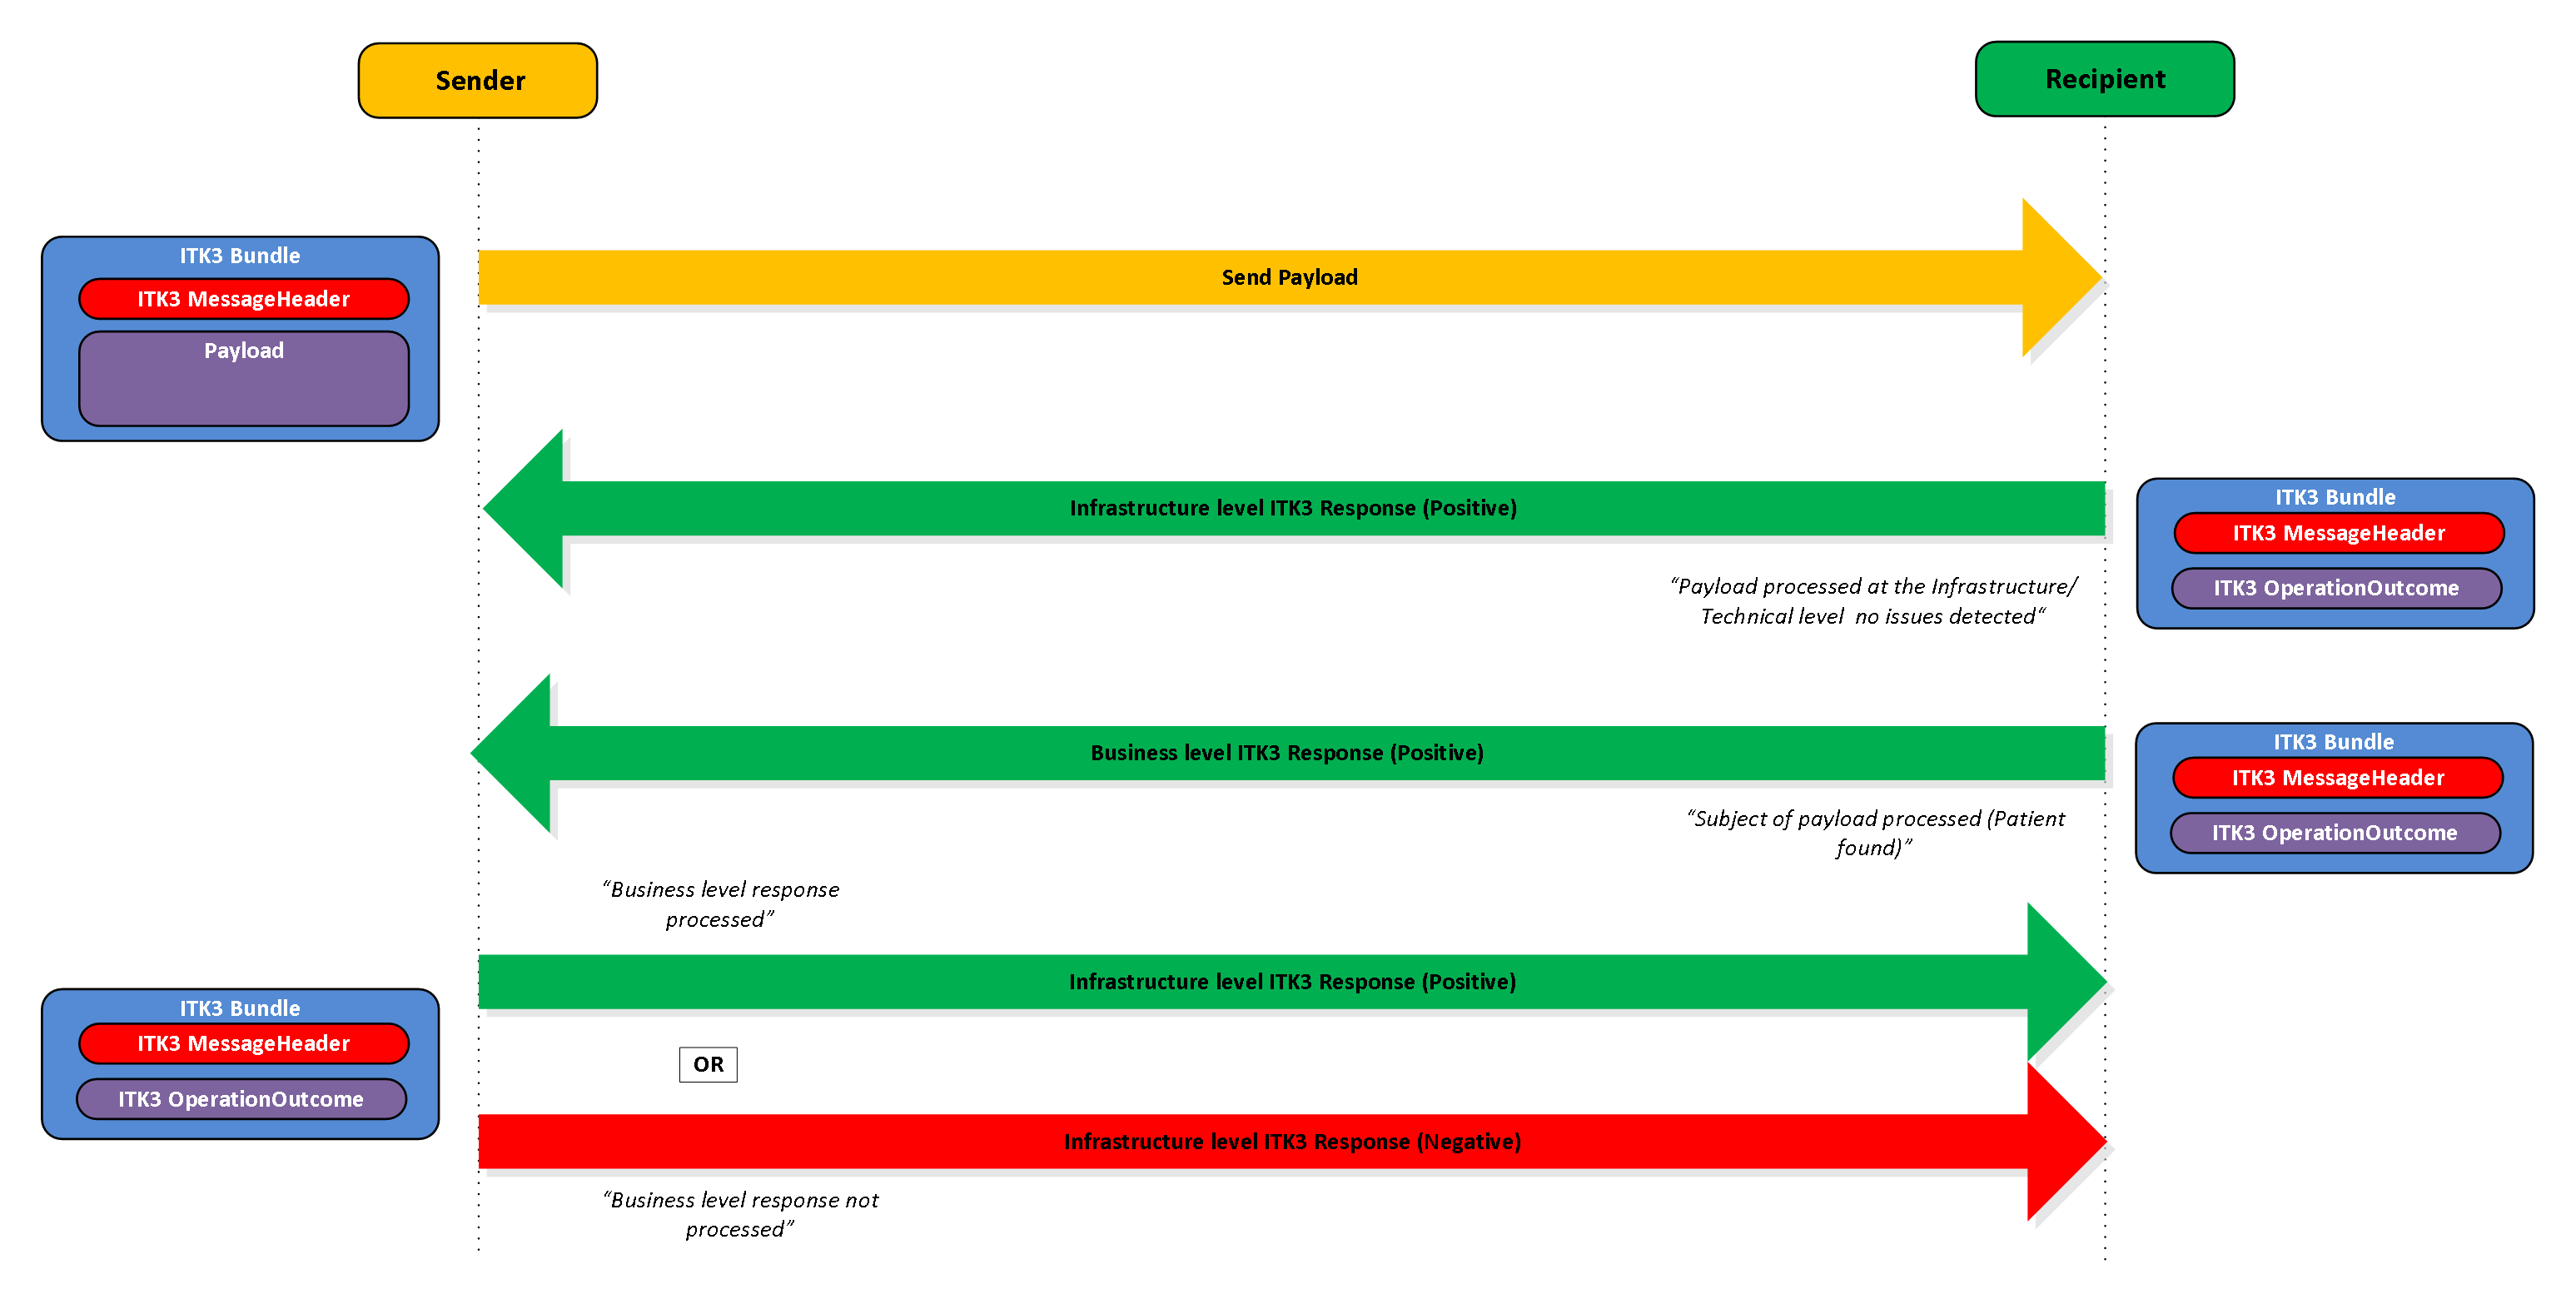 Sender
Recipient
ITK3 Bundle
ITK3 MessageHeader
Payload
Send Payload
Infrastructure level ITK3 Response (Positive)
“Payload processed at the Infrastructure/
Technical level  no issues detected“
ITK3 Bundle
ITK3 MessageHeader
ITK3 OperationOutcome
Business level ITK3 Response (Positive)
“Subject of payload processed (Patient
found)”
ITK3 Bundle
ITK3 MessageHeader
ITK3 OperationOutcome
“Business level response
processed”
Infrastructure level ITK3 Response (Positive)
ITK3 Bundle
ITK3 MessageHeader
ITK3 OperationOutcome
OR
Infrastructure level ITK3 Response (Negative)
“Business level response not
processed”